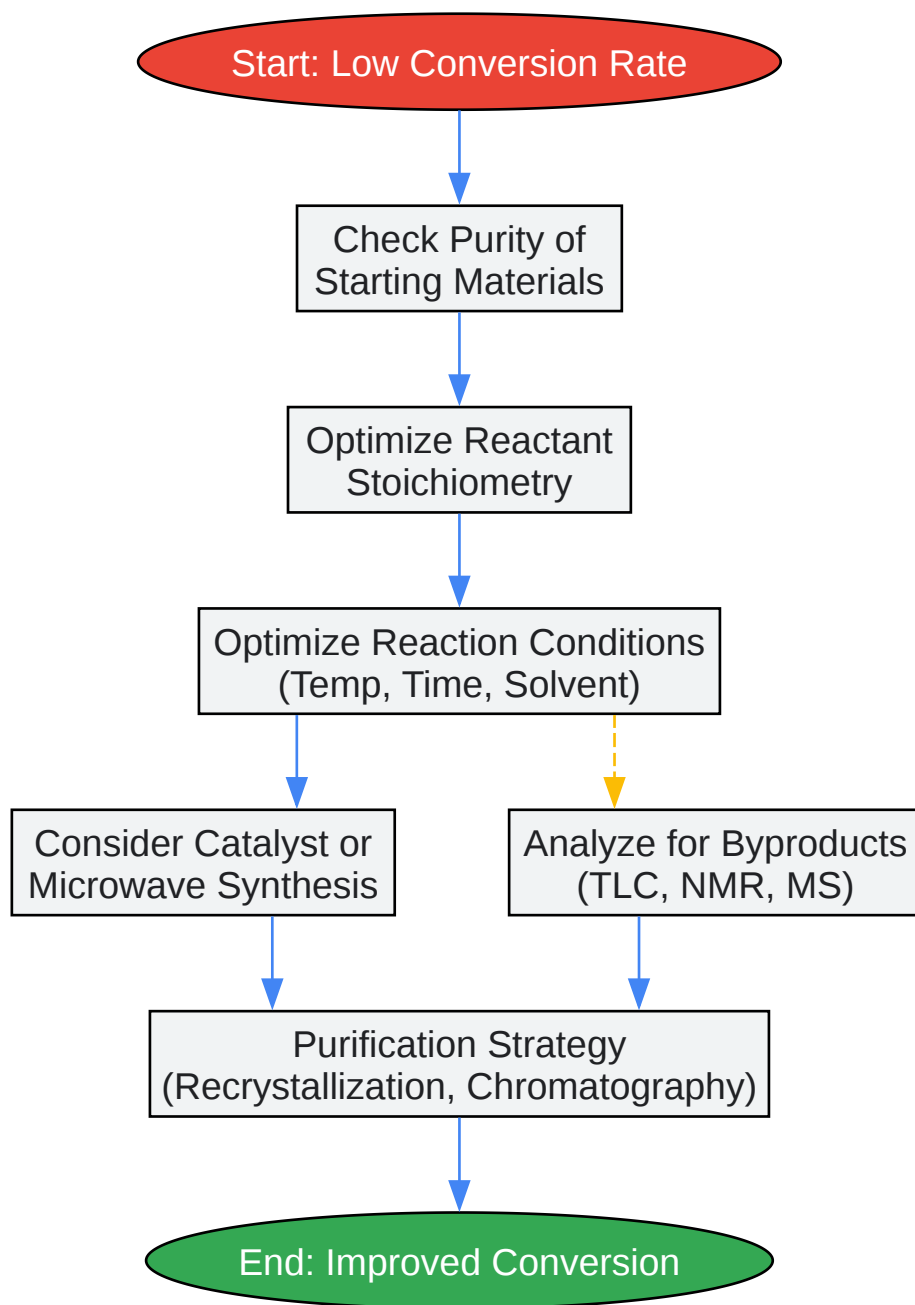 Start: Low Conversion Rate
Check Purity of
Starting Materials
Optimize Reactant
Stoichiometry
Optimize Reaction Conditions
(Temp, Time, Solvent)
Consider Catalyst or
Microwave Synthesis
Analyze for Byproducts
(TLC, NMR, MS)
Purification Strategy
(Recrystallization, Chromatography)
End: Improved Conversion